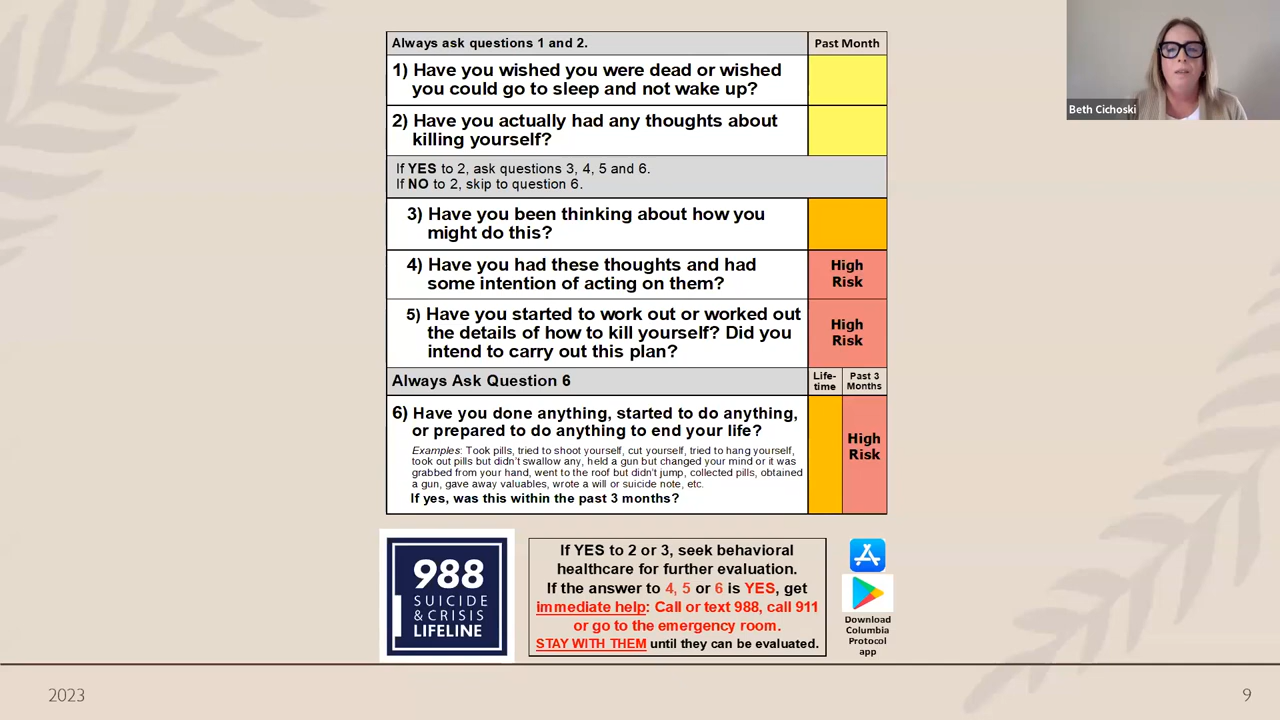 Always ask questions 1 and 2.
Past Month
1) Have you wished you were dead or wished
you could go to sleep and not wake up?
2) Have you actually had any thoughts about
killing yourself?
If YES to 2, ask questions 3, 4, 5 and 6.
If NO to 2, skip to question 6.
3) Have you been thinking about how you
might do this?
4) Have you had these thoughts and had
some intention of acting on them?
High
Risk
5) Have you started to work out or worked out
the details of how to kill yourself? Did you
intend to carry out this plan?
High
Risk
Always Ask Question 6
Life-
time
Past 3
Months
6) Have you done anything, started to do anything,
or prepared to do anything to end your life?
Examples: Took pills, tried to shoot yourself, cut yourself, tried to hang yourself,
took out pills but didn't swallow any, held a gun but changed your mind or it was
grabbed from your hand, went to the roof but didn't jump, collected pills, obtained
a gun, gave away valuables, wrote a will or suicide note, etc.
If yes, was this within the past 3 months?
High
Risk
988
SUICIDE
& CRISIS
LIFELINE
If YES to 2 or 3, seek behavioral
healthcare for further evaluation.
If the answer to 4, 5 or 6 is YES, get
immediate help: Call or text 988, call 911
or go to the emergency room.
STAY WITH THEM until they can be evaluated.
Download
Columbia
Protocol
app
Beth Cichoski
2023
9